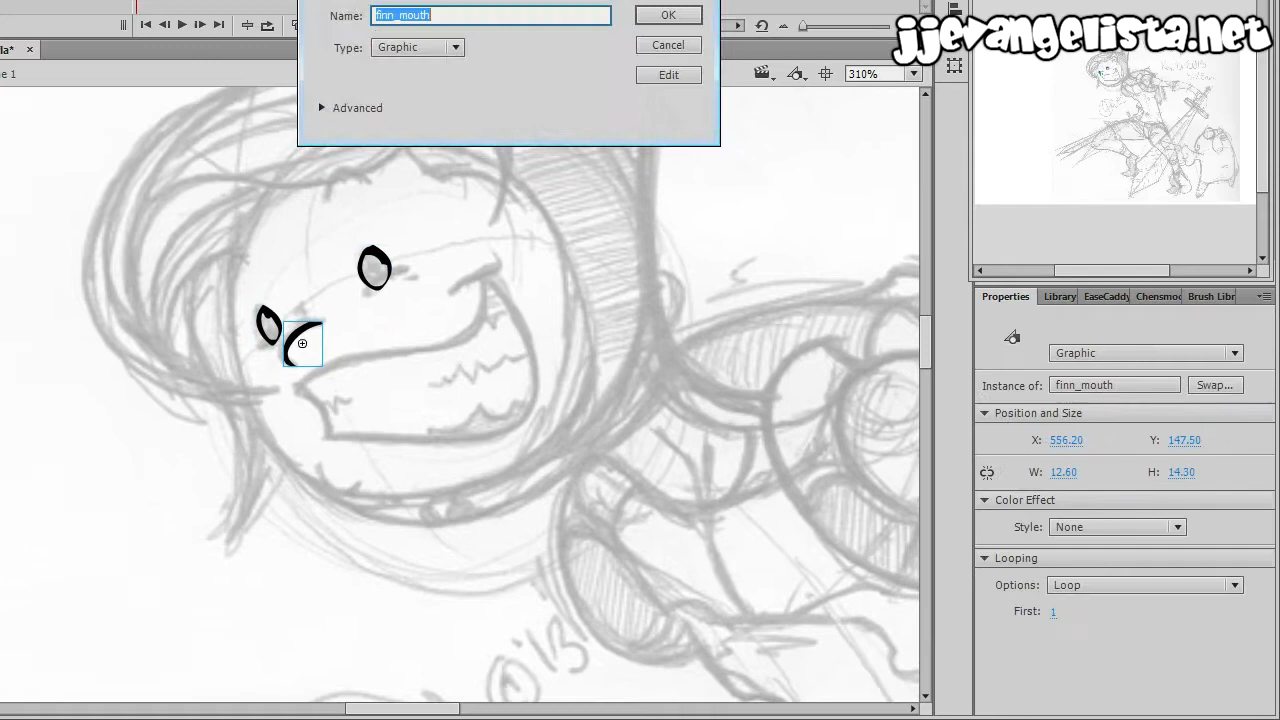 jjevangelista.net
Name: finn_mouth OK
Type: Graphic Cancel
Edit
Advanced
la* ×
e 1
310%
Properties Library EaseCaddy Chensmoc Brush Libr
Graphic
Instance of: finn_mouth Swap...
Position and Size
X: 556.20 Y: 147.50
W: 12.60 H: 14.30
Color Effect
Style: None
Looping
Options: Loop
First: 1